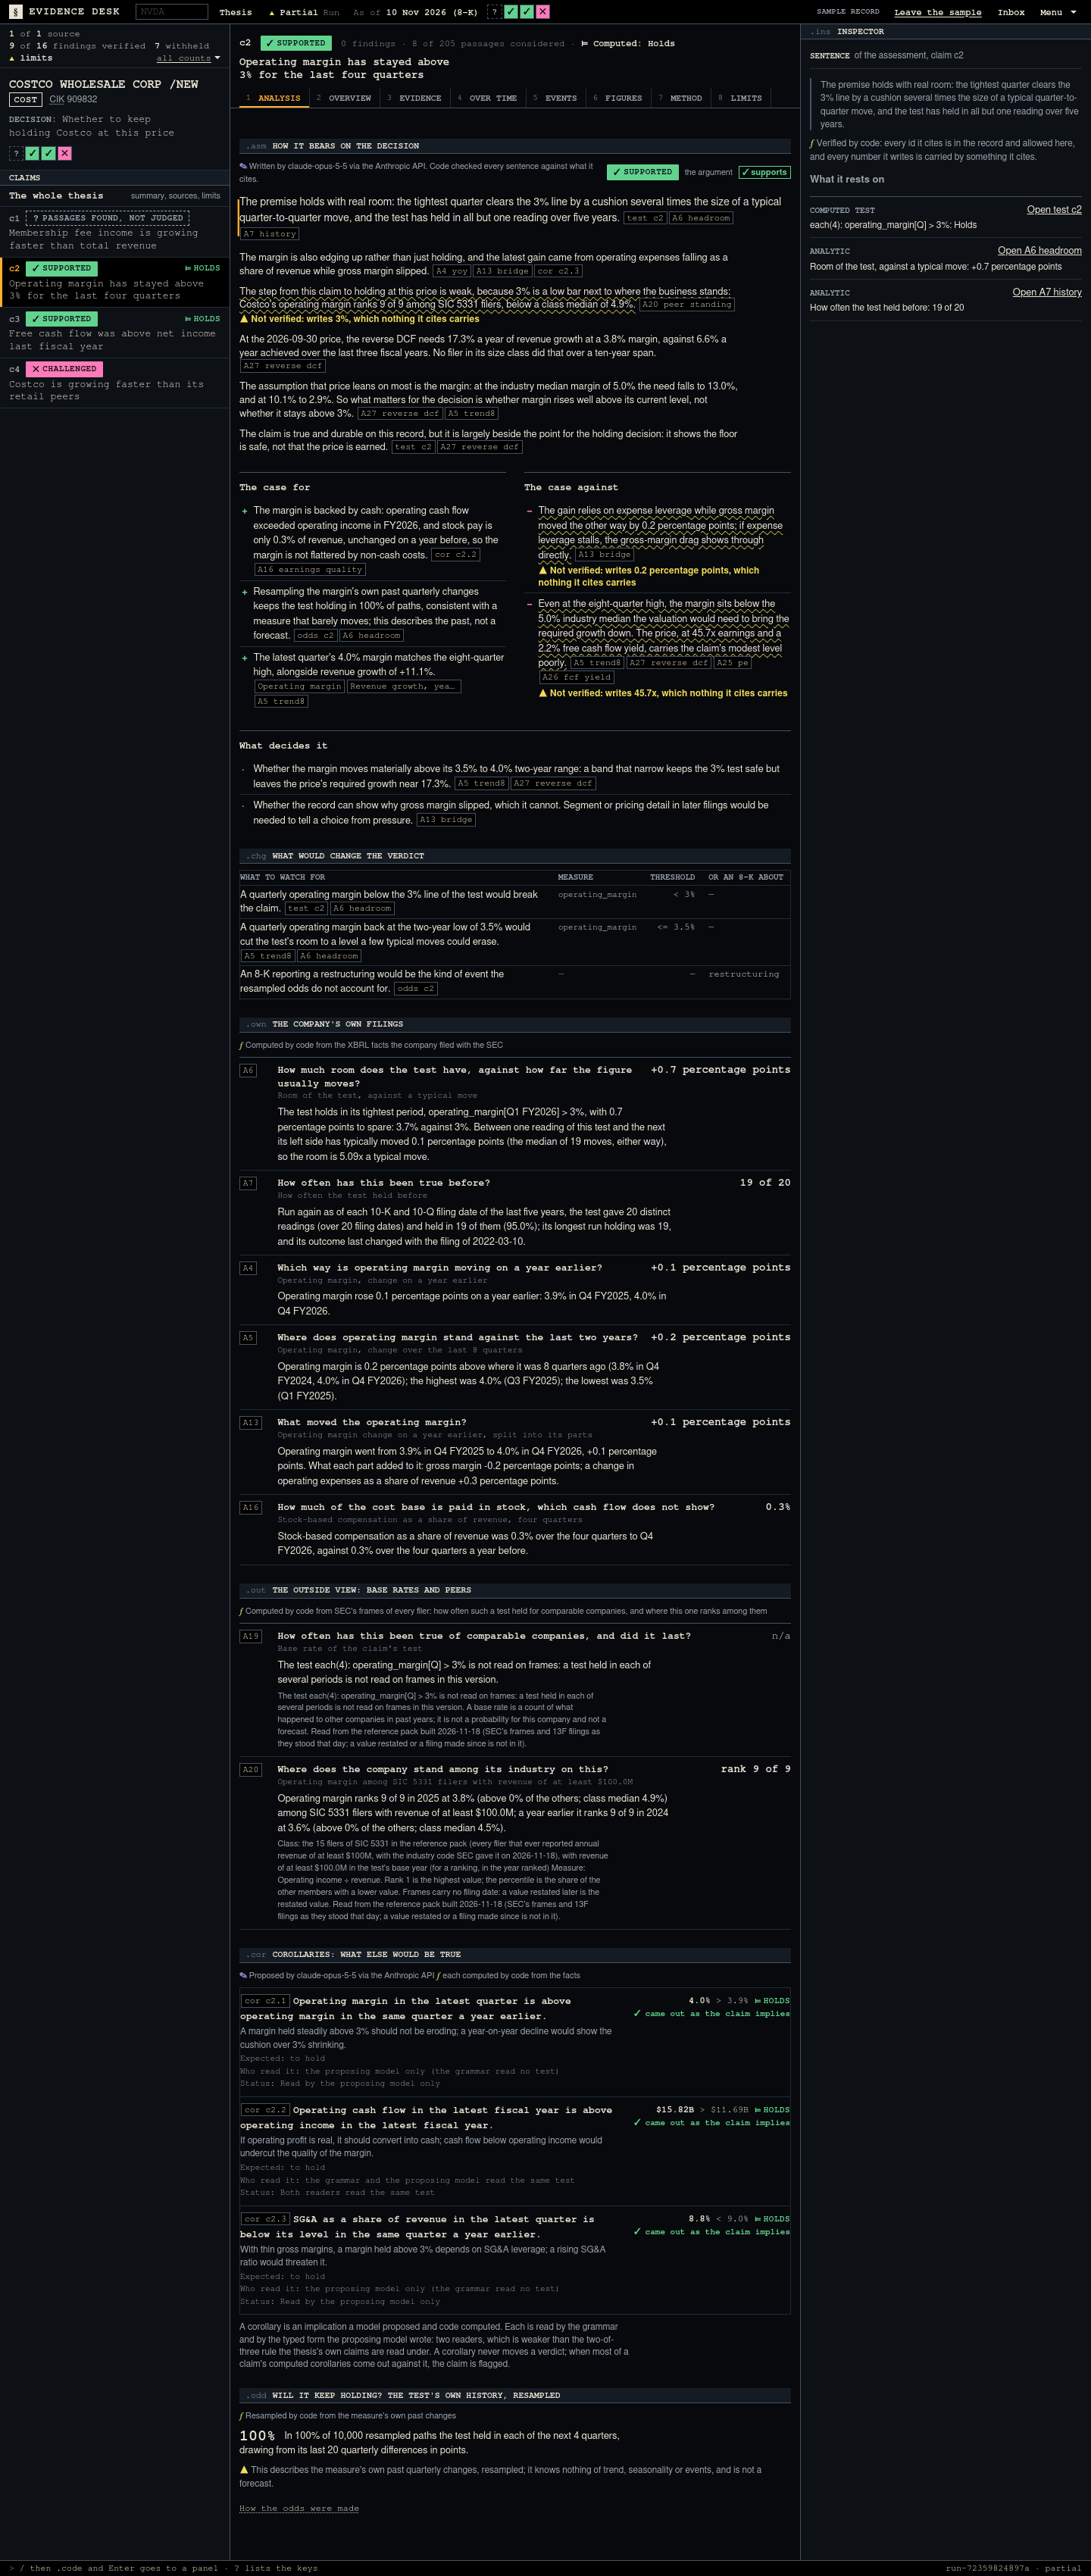 § EVIDENCE DESK NVDA Thesis ▲ Partial Run As of 10 Nov 2026 (8-K) ? ✓ ✓ ✕ SAMPLE RECORD Leave the sample Inbox Menu
1 of 1 source
9 of 16 findings verified 7 withheld
▲ limits all counts
COSTCO WHOLESALE CORP /NEW
COST CIK 909832
DECISION: Whether to keep
holding Costco at this price
? ✓ ✓ ✕
CLAIMS
The whole thesis summary, sources, limits
c1 ? PASSAGES FOUND, NOT JUDGED
Membership fee income is growing
faster than total revenue
c2 ✓ SUPPORTED ⊨ HOLDS
Operating margin has stayed above
3% for the last four quarters
c3 ✓ SUPPORTED ⊨ HOLDS
Free cash flow was above net income
last fiscal year
c4 ✕ CHALLENGED
Costco is growing faster than its
retail peers
c2 ✓ SUPPORTED 0 findings · 8 of 205 passages considered · ⊨ Computed: Holds
Operating margin has stayed above
3% for the last four quarters
1 ANALYSIS 2 OVERVIEW 3 EVIDENCE 4 OVER TIME 5 EVENTS 6 FIGURES 7 METHOD 8 LIMITS
.asm HOW IT BEARS ON THE DECISION
✎ Written by claude-opus-5-5 via the Anthropic API. Code checked every sentence against what it
cites.
✓ SUPPORTED the argument ✓ supports
The premise holds with real room: the tightest quarter clears the 3% line by a cushion several times the size of a typical
quarter-to-quarter move, and the test has held in all but one reading over five years. test c2 A6 headroom
A7 history
The margin is also edging up rather than just holding, and the latest gain came from operating expenses falling as a
share of revenue while gross margin slipped. A4 yoy A13 bridge cor c2.3
The step from this claim to holding at this price is weak, because 3% is a low bar next to where the business stands:
Costco's operating margin ranks 9 of 9 among SIC 5331 filers, below a class median of 4.9%. A20 peer standing
▲ Not verified: writes 3%, which nothing it cites carries
At the 2026-09-30 price, the reverse DCF needs 17.3% a year of revenue growth at a 3.8% margin, against 6.6% a
year achieved over the last three fiscal years. No filer in its size class did that over a ten-year span.
A27 reverse dcf
The assumption that price leans on most is the margin: at the industry median margin of 5.0% the need falls to 13.0%,
and at 10.1% to 2.9%. So what matters for the decision is whether margin rises well above its current level, not
whether it stays above 3%. A27 reverse dcf A5 trend8
The claim is true and durable on this record, but it is largely beside the point for the holding decision: it shows the floor
is safe, not that the price is earned. test c2 A27 reverse dcf
The case for
+ The margin is backed by cash: operating cash flow
exceeded operating income in FY2026, and stock pay is
only 0.3% of revenue, unchanged a year before, so the
margin is not flattered by non-cash costs. cor c2.2
A16 earnings quality
+ Resampling the margin's own past quarterly changes
keeps the test holding in 100% of paths, consistent with a
measure that barely moves; this describes the past, not a
forecast. odds c2 A6 headroom
+ The latest quarter's 4.0% margin matches the eight-quarter
high, alongside revenue growth of +11.1%.
Operating margin Revenue growth, yea…
A5 trend8
The case against
− The gain relies on expense leverage while gross margin
moved the other way by 0.2 percentage points; if expense
leverage stalls, the gross-margin drag shows through
directly. A13 bridge
▲ Not verified: writes 0.2 percentage points, which
nothing it cites carries
− Even at the eight-quarter high, the margin sits below the
5.0% industry median the valuation would need to bring the
required growth down. The price, at 45.7x earnings and a
2.2% free cash flow yield, carries the claim's modest level
poorly. A5 trend8 A27 reverse dcf A25 pe
A26 fcf yield
▲ Not verified: writes 45.7x, which nothing it cites carries
What decides it
· Whether the margin moves materially above its 3.5% to 4.0% two-year range: a band that narrow keeps the 3% test safe but
leaves the price's required growth near 17.3%. A5 trend8 A27 reverse dcf
· Whether the record can show why gross margin slipped, which it cannot. Segment or pricing detail in later filings would be
needed to tell a choice from pressure. A13 bridge
.chg WHAT WOULD CHANGE THE VERDICT
WHAT TO WATCH FOR MEASURE THRESHOLD OR AN 8-K ABOUT
A quarterly operating margin below the 3% line of the test would break operating_margin < 3% —
the claim. test c2 A6 headroom
A quarterly operating margin back at the two-year low of 3.5% would operating_margin <= 3.5% —
cut the test's room to a level a few typical moves could erase.
A5 trend8 A6 headroom
An 8-K reporting a restructuring would be the kind of event the — — restructuring
resampled odds do not account for. odds c2
.own THE COMPANY'S OWN FILINGS
ƒ Computed by code from the XBRL facts the company filed with the SEC
A6 How much room does the test have, against how far the figure +0.7 percentage points
usually moves?
Room of the test, against a typical move
The test holds in its tightest period, operating_margin[Q1 FY2026] > 3%, with 0.7
percentage points to spare: 3.7% against 3%. Between one reading of this test and the next
its left side has typically moved 0.1 percentage points (the median of 19 moves, either way),
so the room is 5.09x a typical move.
A7 How often has this been true before? 19 of 20
How often the test held before
Run again as of each 10-K and 10-Q filing date of the last five years, the test gave 20 distinct
readings (over 20 filing dates) and held in 19 of them (95.0%); its longest run holding was 19,
and its outcome last changed with the filing of 2022-03-10.
A4 Which way is operating margin moving on a year earlier? +0.1 percentage points
Operating margin, change on a year earlier
Operating margin rose 0.1 percentage points on a year earlier: 3.9% in Q4 FY2025, 4.0% in
Q4 FY2026.
A5 Where does operating margin stand against the last two years? +0.2 percentage points
Operating margin, change over the last 8 quarters
Operating margin is 0.2 percentage points above where it was 8 quarters ago (3.8% in Q4
FY2024, 4.0% in Q4 FY2026); the highest was 4.0% (Q3 FY2025); the lowest was 3.5%
(Q1 FY2025).
A13 What moved the operating margin? +0.1 percentage points
Operating margin change on a year earlier, split into its parts
Operating margin went from 3.9% in Q4 FY2025 to 4.0% in Q4 FY2026, +0.1 percentage
points. What each part added to it: gross margin -0.2 percentage points; a change in
operating expenses as a share of revenue +0.3 percentage points.
A16 How much of the cost base is paid in stock, which cash flow does not show? 0.3%
Stock-based compensation as a share of revenue, four quarters
Stock-based compensation as a share of revenue was 0.3% over the four quarters to Q4
FY2026, against 0.3% over the four quarters a year before.
.out THE OUTSIDE VIEW: BASE RATES AND PEERS
ƒ Computed by code from SEC's frames of every filer: how often such a test held for comparable companies, and where this one ranks among them
A19 How often has this been true of comparable companies, and did it last? n/a
Base rate of the claim's test
The test each(4): operating_margin[Q] > 3% is not read on frames: a test held in each of
several periods is not read on frames in this version.
The test each(4): operating_margin[Q] > 3% is not read on frames: a test held in each of
several periods is not read on frames in this version. A base rate is a count of what
happened to other companies in past years; it is not a probability for this company and not a
forecast. Read from the reference pack built 2026-11-18 (SEC's frames and 13F filings as
they stood that day; a value restated or a filing made since is not in it).
A20 Where does the company stand among its industry on this? rank 9 of 9
Operating margin among SIC 5331 filers with revenue of at least $100.0M
Operating margin ranks 9 of 9 in 2025 at 3.8% (above 0% of the others; class median 4.9%)
among SIC 5331 filers with revenue of at least $100.0M; a year earlier it ranks 9 of 9 in 2024
at 3.6% (above 0% of the others; class median 4.5%).
Class: the 15 filers of SIC 5331 in the reference pack (every filer that ever reported annual
revenue of at least $100M, with the industry code SEC gave it on 2026-11-18), with revenue
of at least $100.0M in the test's base year (for a ranking, in the year ranked) Measure:
Operating income ÷ revenue. Rank 1 is the highest value; the percentile is the share of the
other members with a lower value. Frames carry no filing date: a value restated later is the
restated value. Read from the reference pack built 2026-11-18 (SEC's frames and 13F
filings as they stood that day; a value restated or a filing made since is not in it).
.cor COROLLARIES: WHAT ELSE WOULD BE TRUE
✎ Proposed by claude-opus-5-5 via the Anthropic API ƒ each computed by code from the facts
cor c2.1 Operating margin in the latest quarter is above 4.0% > 3.9% ⊨ HOLDS
operating margin in the same quarter a year earlier. ✓ came out as the claim implies
A margin held steadily above 3% should not be eroding; a year-on-year decline would show the
cushion over 3% shrinking.
Expected: to hold
Who read it: the proposing model only (the grammar read no test)
Status: Read by the proposing model only
cor c2.2 Operating cash flow in the latest fiscal year is above $15.82B > $11.69B ⊨ HOLDS
operating income in the latest fiscal year. ✓ came out as the claim implies
If operating profit is real, it should convert into cash; cash flow below operating income would
undercut the quality of the margin.
Expected: to hold
Who read it: the grammar and the proposing model read the same test
Status: Both readers read the same test
cor c2.3 SG&A as a share of revenue in the latest quarter is 8.8% < 9.0% ⊨ HOLDS
below its level in the same quarter a year earlier. ✓ came out as the claim implies
With thin gross margins, a margin held above 3% depends on SG&A leverage; a rising SG&A
ratio would threaten it.
Expected: to hold
Who read it: the proposing model only (the grammar read no test)
Status: Read by the proposing model only
A corollary is an implication a model proposed and code computed. Each is read by the grammar
and by the typed form the proposing model wrote: two readers, which is weaker than the two-of-
three rule the thesis's own claims are read under. A corollary never moves a verdict; when most of a
claim's computed corollaries come out against it, the claim is flagged.
.odd WILL IT KEEP HOLDING? THE TEST'S OWN HISTORY, RESAMPLED
ƒ Resampled by code from the measure's own past changes
100% In 100% of 10,000 resampled paths the test held in each of the next 4 quarters,
drawing from its last 20 quarterly differences in points.
▲ This describes the measure's own past quarterly changes, resampled; it knows nothing of trend, seasonality or events, and is not a
forecast.
How the odds were made
.ins INSPECTOR
SENTENCE of the assessment, claim c2
The premise holds with real room: the tightest quarter clears the
3% line by a cushion several times the size of a typical quarter-to-
quarter move, and the test has held in all but one reading over five
years.
ƒ Verified by code: every id it cites is in the record and allowed here,
and every number it writes is carried by something it cites.
What it rests on
COMPUTED TEST Open test c2
each(4): operating_margin[Q] > 3%: Holds
ANALYTIC Open A6 headroom
Room of the test, against a typical move: +0.7 percentage points
ANALYTIC Open A7 history
How often the test held before: 19 of 20
> / then .code and Enter goes to a panel · ? lists the keys run-72359824897a · partial